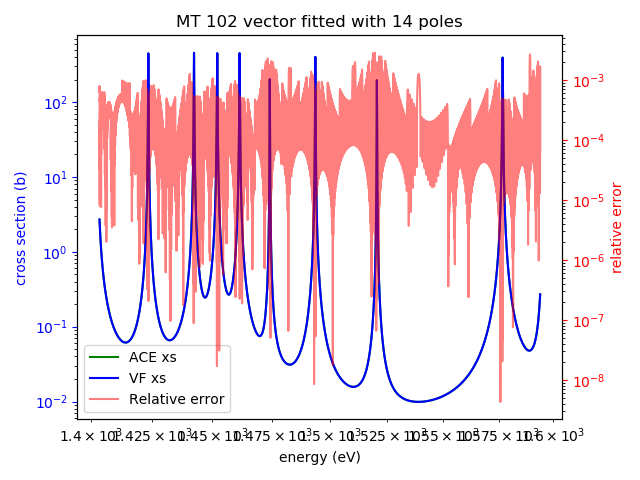 MT 102 vector fitted with 14 poles
10²
10¹
10⁰
10⁻¹
10⁻²
cross section (b)
10⁻³
10⁻⁴
10⁻⁵
10⁻⁶
10⁻⁷
10⁻⁸
relative error
ACE xs
VF xs
Relative error
1.4 × 10³ 1.425 × 10³ 1.45 × 10³ 1.475 × 10³ 1.5 × 10³ 1.525 × 10³ 1.55 × 10³ 1.575 × 10³ 1.6 × 10³
energy (eV)